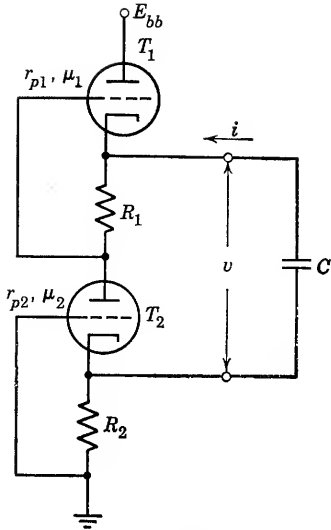 E_bb
T_1
r_p1, μ_1
i
R_1
v
C
r_p2, μ_2
T_2
R_2